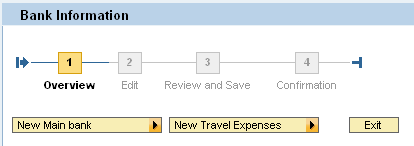 Bank Information
1 2 3 4
Overview Edit Review and Save Confirmation
New Main bank New Travel Expenses Exit